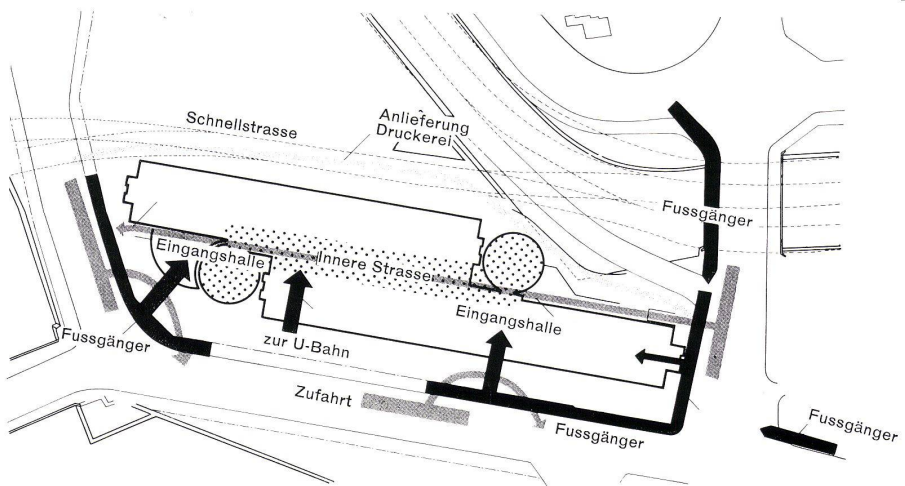 Schnellstrasse
Anlieferung
Druckerei
Fussgänger
Eingangshalle
Innere Strasse
Eingangshalle
Fussgänger
zur U-Bahn
Zufahrt
Fussgänger
Fussgänger